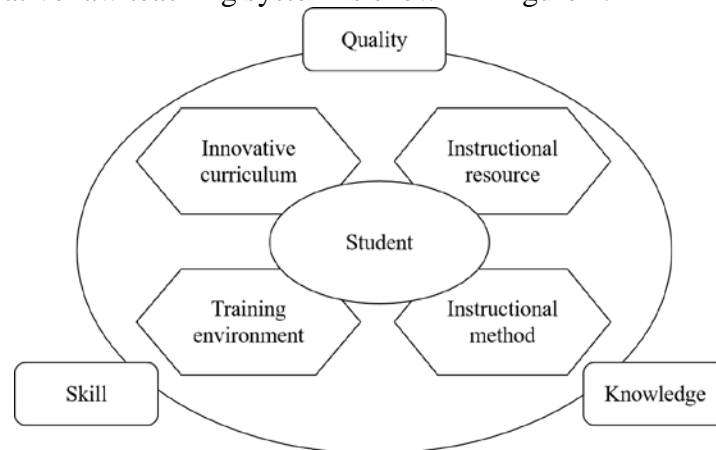 Quality
Innovative
curriculum
Instructional
resource
Student
Training
environment
Instructional
method
Skill
Knowledge